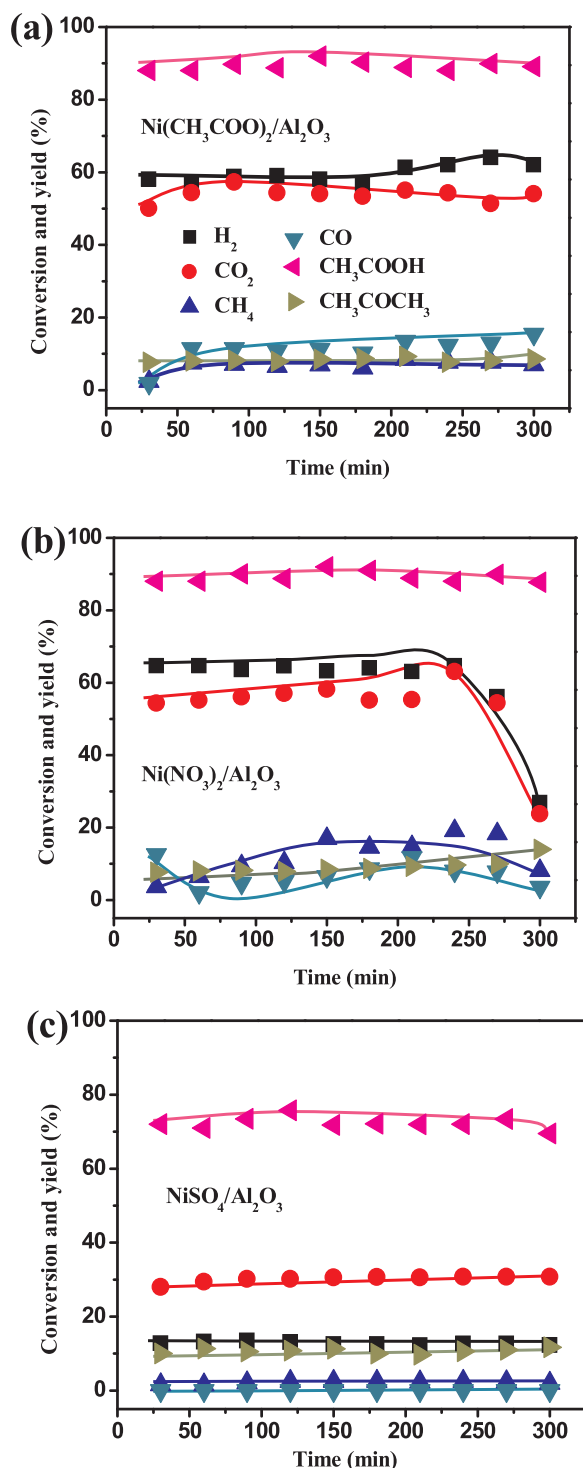 (a)
100
80
60
40
20
0
Conversion and yield (%)
Ni(CH₃COO)₂/Al₂O₃
H₂
CO₂
CH₄
CO
CH₃COOH
CH₃COCH₃
0 50 100 150 200 250 300
Time (min)
(b)
100
80
60
40
20
0
Conversion and yield (%)
Ni(NO₃)₂/Al₂O₃
0 50 100 150 200 250 300
Time (min)
(c)
100
80
60
40
20
0
Conversion and yield (%)
NiSO₄/Al₂O₃
0 50 100 150 200 250 300
Time (min)